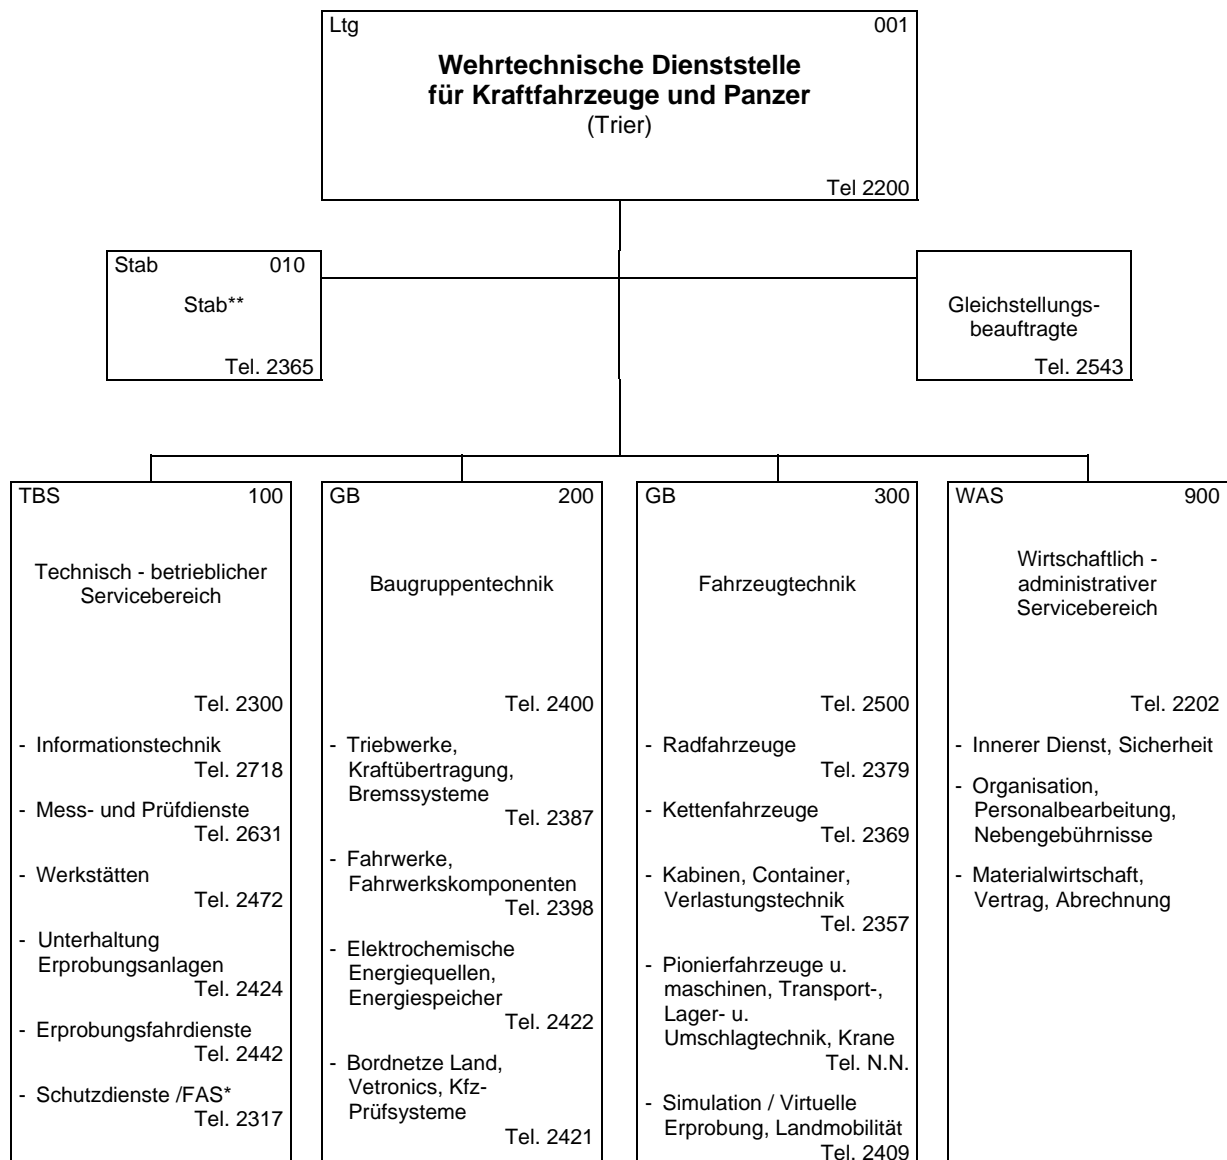 Ltg 001
Wehrtechnische Dienststelle
für Kraftfahrzeuge und Panzer
(Trier)
Tel 2200
Stab 010
Stab**
Tel. 2365
Gleichstellungs-
beauftragte
Tel. 2543
TBS 100
Technisch - betrieblicher
Servicebereich
Tel. 2300
- Informationstechnik
Tel. 2718
- Mess- und Prüfdienste
Tel. 2631
- Werkstätten
Tel. 2472
- Unterhaltung
Erprobungsanlagen
Tel. 2424
- Erprobungsfahrdienste
Tel. 2442
- Schutzdienste /FAS*
Tel. 2317
GB 200
Baugruppentechnik
Tel. 2400
- Triebwerke,
Kraftübertragung,
Bremssysteme
Tel. 2387
- Fahrwerke,
Fahrwerkskomponenten
Tel. 2398
- Elektrochemische
Energiequellen,
Energiespeicher
Tel. 2422
- Bordnetze Land,
Vetronics, Kfz-
Prüfsysteme
Tel. 2421
GB 300
Fahrzeugtechnik
Tel. 2500
- Radfahrzeuge
Tel. 2379
- Kettenfahrzeuge
Tel. 2369
- Kabinen, Container,
Verlastungstechnik
Tel. 2357
- Pionierfahrzeuge u.
maschinen, Transport-,
Lager- u.
Umschlagtechnik, Krane
Tel. N.N.
- Simulation / Virtuelle
Erprobung, Landmobilität
Tel. 2409
WAS 900
Wirtschaftlich -
administrativer
Servicebereich
Tel. 2202
- Innerer Dienst, Sicherheit
- Organisation,
Personalbearbeitung,
Nebengebührnisse
- Materialwirtschaft,
Vertrag, Abrechnung